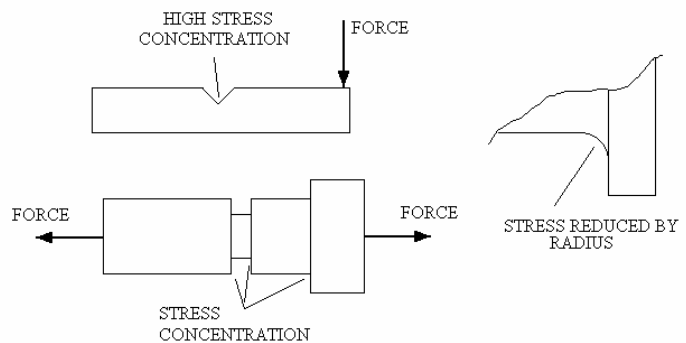 HIGH STRESS
CONCENTRATION
FORCE
FORCE
FORCE
STRESS REDUCED BY
RADIUS
STRESS
CONCENTRATION